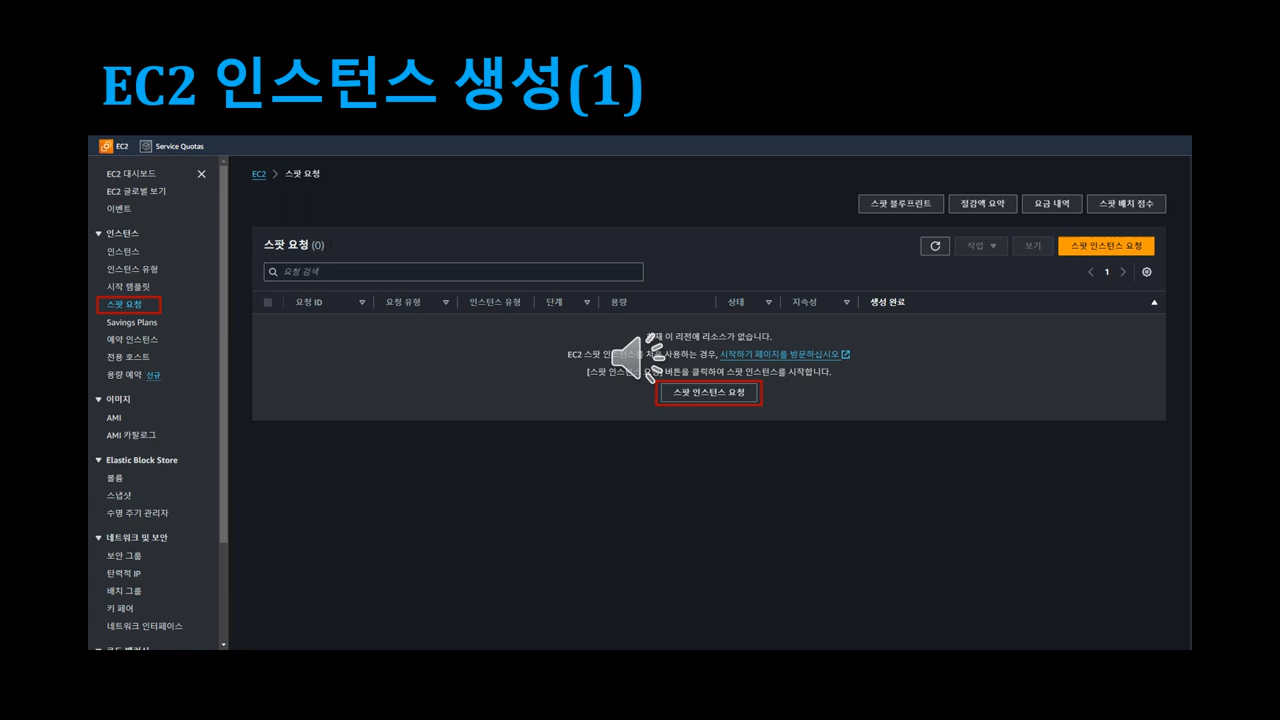 EC2 인스턴스 생성(1)
EC2 Service Quotas
EC2 대시보드
EC2 글로벌 보기
이벤트
인스턴스
인스턴스
인스턴스 유형
시작 템플릿
스팟 요청
Savings Plans
예약 인스턴스
전용 호스트
용량 예약 신규
이미지
AMI
AMI 카탈로그
Elastic Block Store
볼륨
스냅샷
수명 주기 관리자
네트워크 및 보안
보안 그룹
탄력적 IP
배치 그룹
키 페어
네트워크 인터페이스
EC2 > 스팟 요청
스팟 블루프린트 절감액 요약 요금 내역 스팟 배치 점수
스팟 요청 (0)
작업 보기 스팟 인스턴스 요청
요청 검색
1
요청 ID 요청 유형 인스턴스 유형 단계 용량 상태 지속성 생성 완료
이 리전에 리소스가 없습니다.
EC2 스팟 사용하는 경우, 시작하기 페이지를 방문하십시오
[스팟 버튼을 클릭하여 스팟 인스턴스를 시작합니다.
스팟 인스턴스 요청